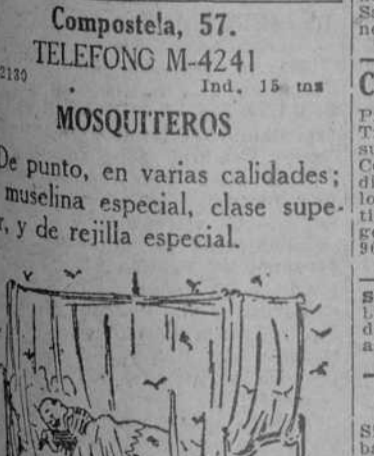 Compostela, 57.
TELEFONO M-4241
2130
Ind. 15 ms
MOSQUITEROS
De punto, en varias calidades;
muselina especial, clase supe-
r, y de rejilla especial.